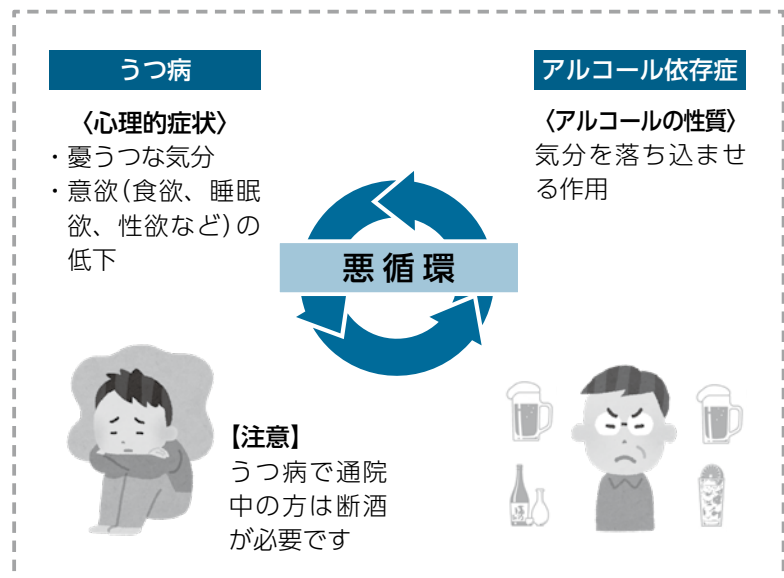 うつ病
〈心理的症状〉
・憂うつな気分
・意欲(食欲、睡眠
欲、性欲など)の
低下
アルコール依存症
〈アルコールの性質〉
気分を落ち込ませ
る作用
悪循環
【注意】
うつ病で通院
中の方は断酒
が必要です